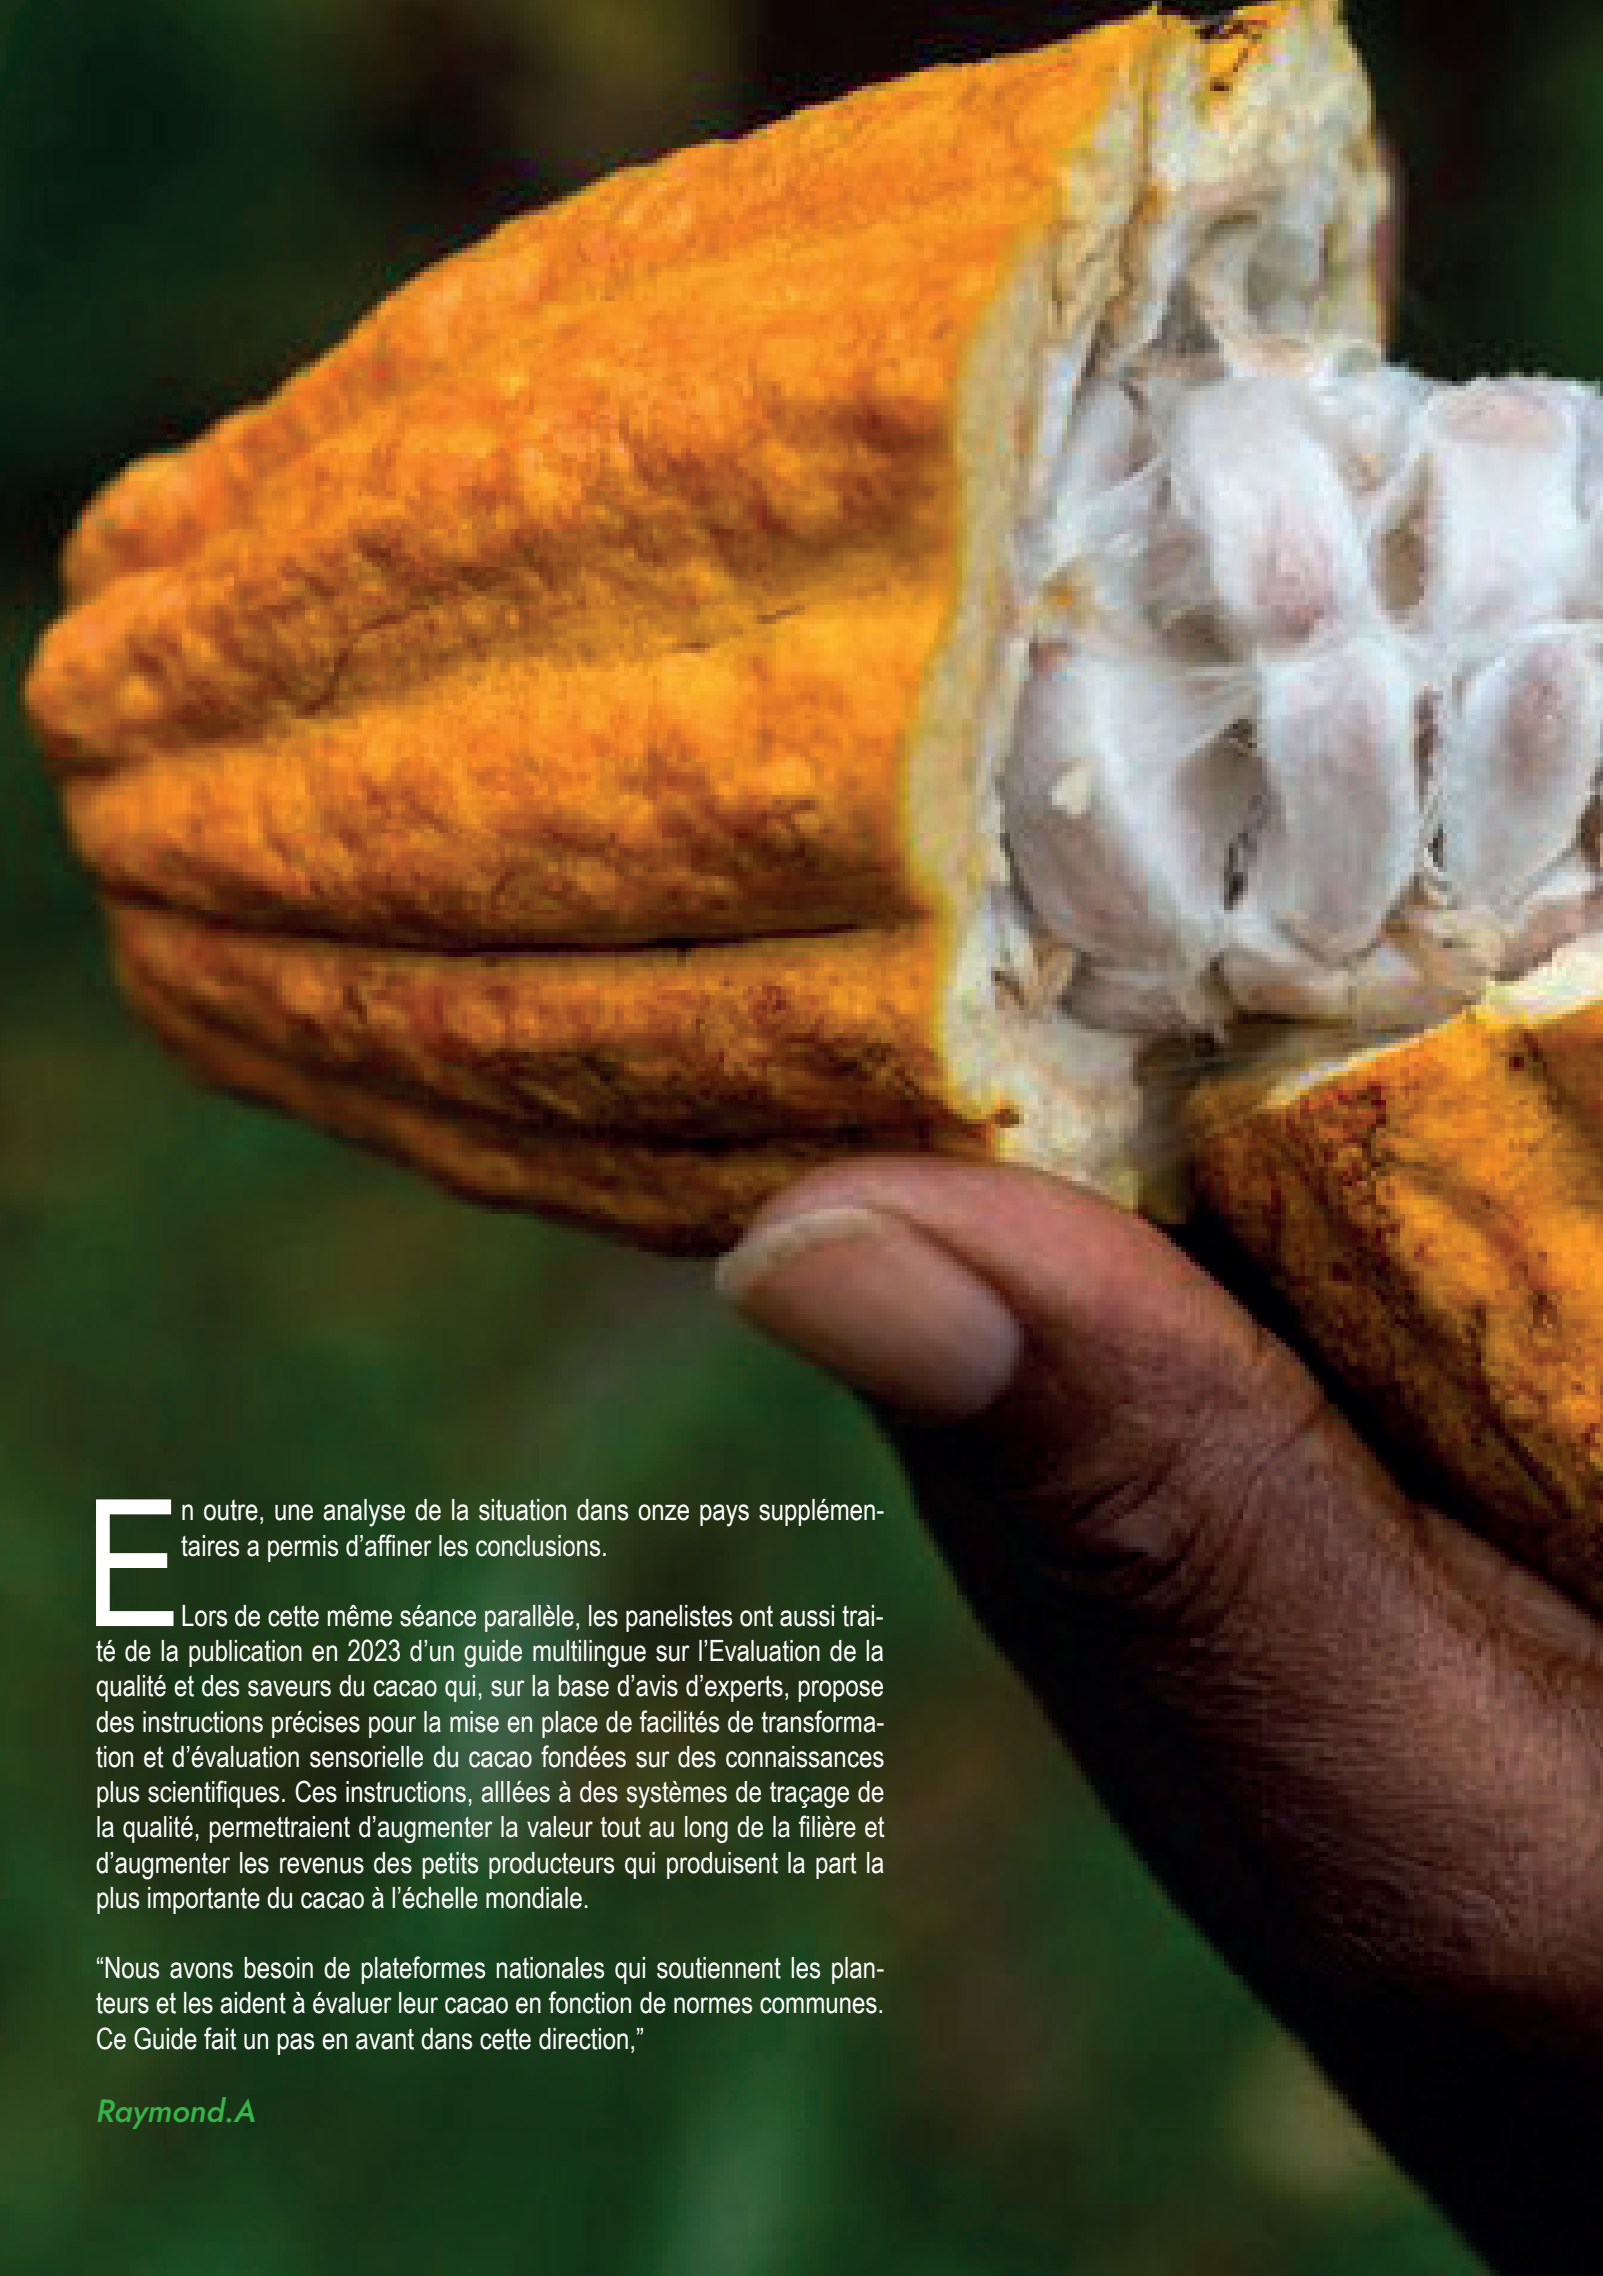 En outre, une analyse de la situation dans onze pays supplémen-
taires a permis d’affiner les conclusions.
Lors de cette même séance parallèle, les panelistes ont aussi trai-
té de la publication en 2023 d’un guide multilingue sur l’Evaluation de la
qualité et des saveurs du cacao qui, sur la base d’avis d’experts, propose
des instructions précises pour la mise en place de facilités de transforma-
tion et d’évaluation sensorielle du cacao fondées sur des connaissances
plus scientifiques. Ces instructions, alllées à des systèmes de traçage de
la qualité, permettraient d’augmenter la valeur tout au long de la filière et
d’augmenter les revenus des petits producteurs qui produisent la part la
plus importante du cacao à l’échelle mondiale.
“Nous avons besoin de plateformes nationales qui soutiennent les plan-
teurs et les aident à évaluer leur cacao en fonction de normes communes.
Ce Guide fait un pas en avant dans cette direction,”
Raymond.A